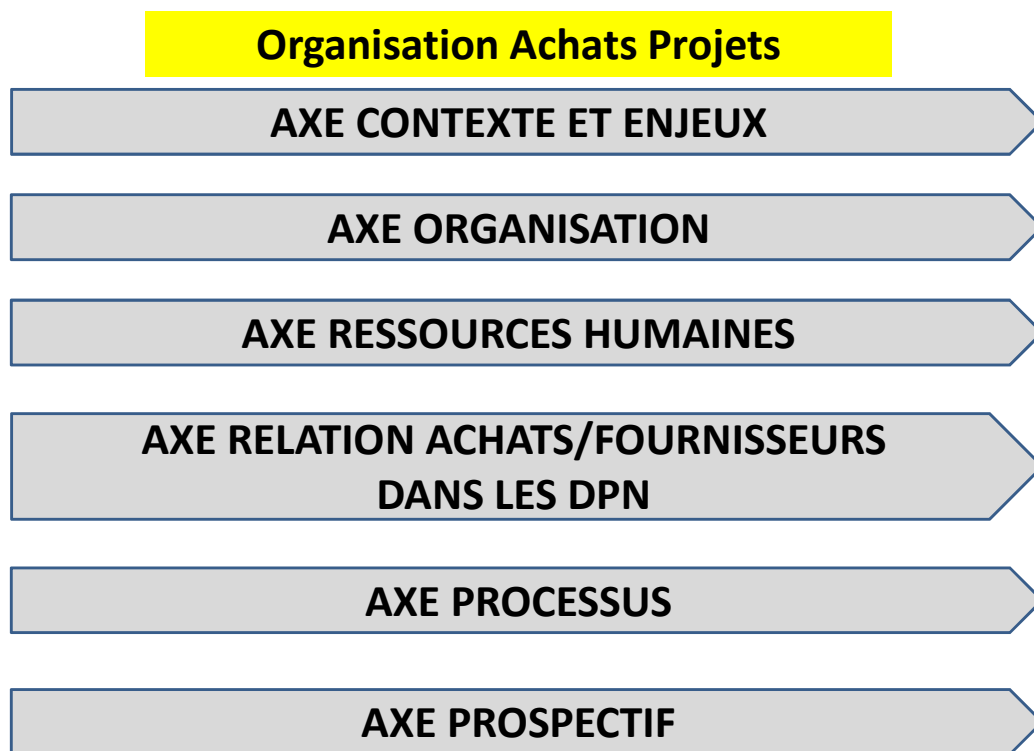 Organisation Achats Projets
AXE CONTEXTE ET ENJEUX
AXE ORGANISATION
AXE RESSOURCES HUMAINES
AXE RELATION ACHATS/FOURNISSEURS
DANS LES DPN
AXE PROCESSUS
AXE PROSPECTIF